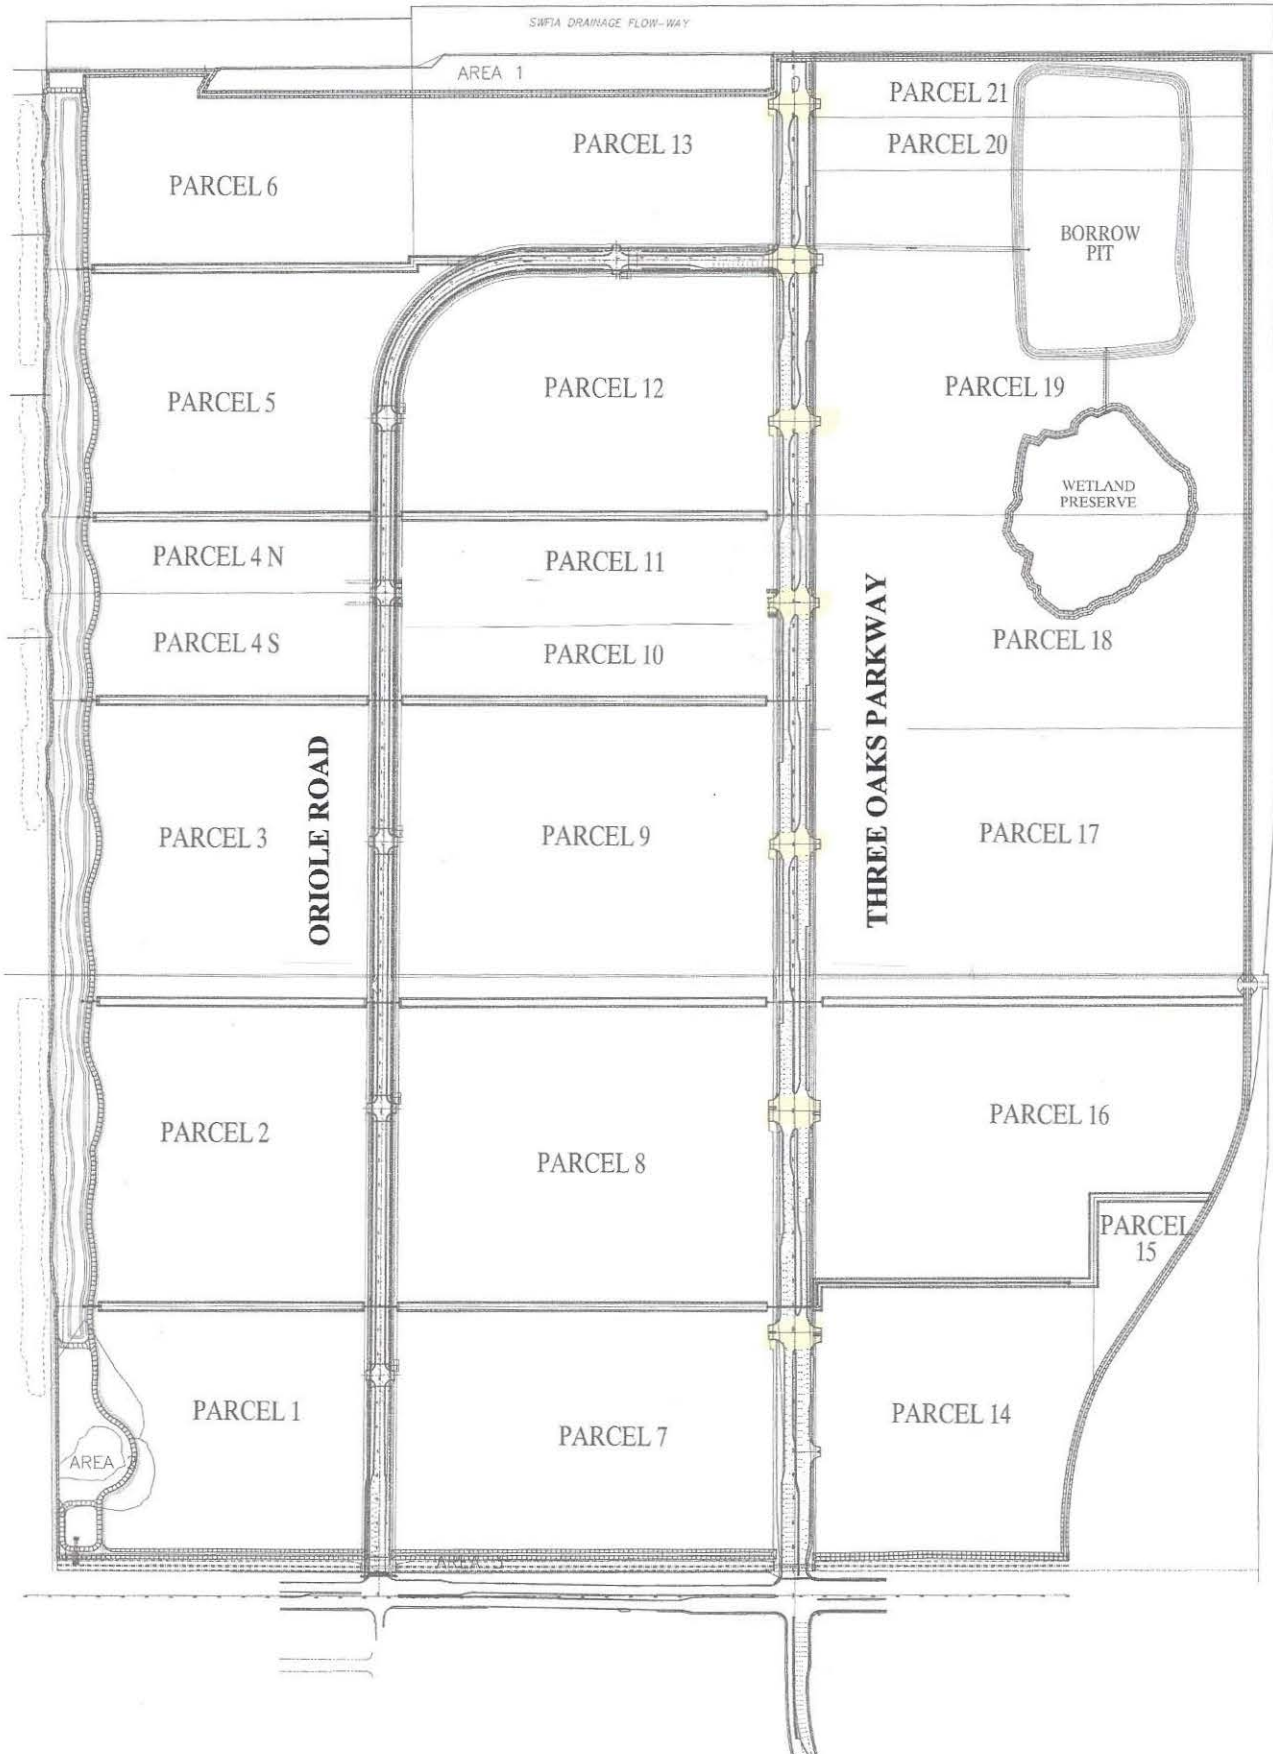 SWFIA DRAINAGE FLOW-WAY
AREA 1
PARCEL 21
PARCEL 20
PARCEL 13
PARCEL 6
BORROW
PIT
PARCEL 5
PARCEL 12
PARCEL 19
WETLAND
PRESERVE
PARCEL 4 N
PARCEL 11
PARCEL 4 S
PARCEL 10
PARCEL 18
ORIOLE ROAD
THREE OAKS PARKWAY
PARCEL 3
PARCEL 9
PARCEL 17
PARCEL 2
PARCEL 8
PARCEL 16
PARCEL
15
PARCEL 1
PARCEL 7
PARCEL 14
AREA
AREA 3